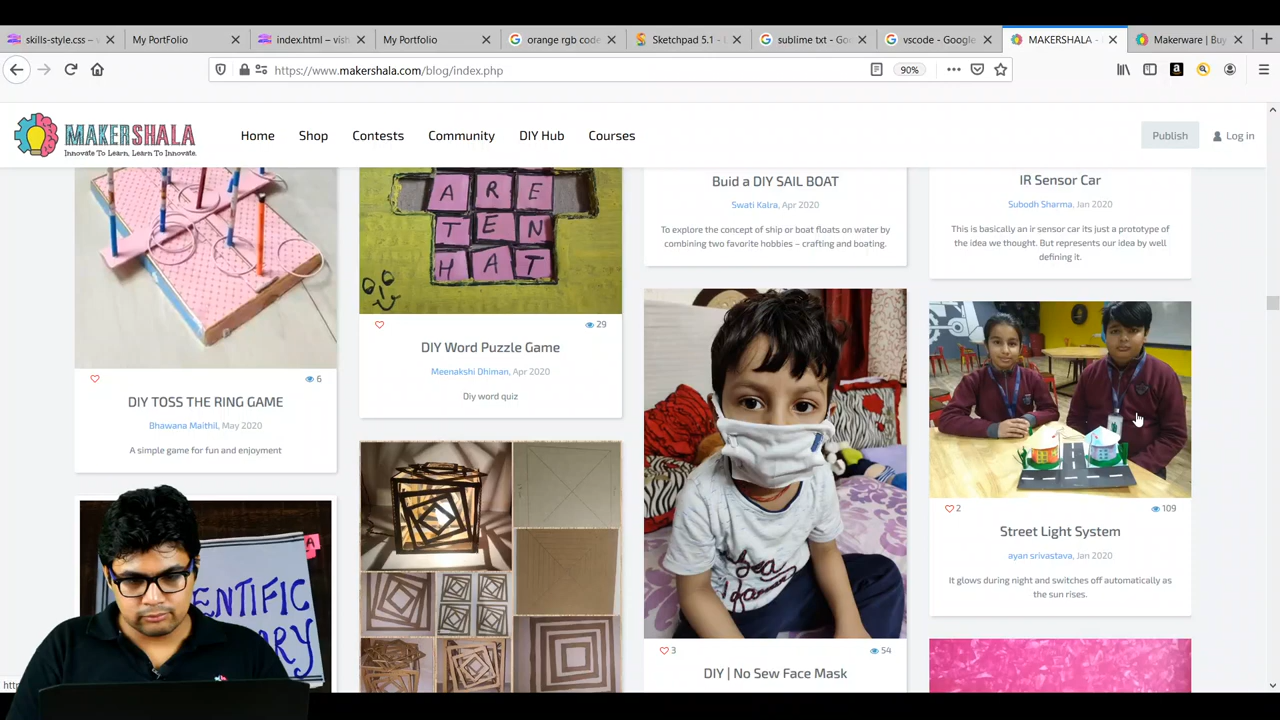 skills-style.css –
My PortFolio
index.html – vish
My Portfolio
orange rgb code
Sketchpad 5.1 - D
sublime txt - Goo
vscode - Google
MAKERSHALA -
Makerware | Buy
https://www.makershala.com/blog/index.php
90%
MAKERSHALA
Innovate To Learn, Learn To Innovate.
Home
Shop
Contests
Community
DIY Hub
Courses
Publish
Log in
6
DIY TOSS THE RING GAME
Bhawana Maithil, May 2020
A simple game for fun and enjoyment
ENTIFIC
RY
A
A R E
T E N
H A T
29
DIY Word Puzzle Game
Meenakshi Dhiman, Apr 2020
Diy word quiz
Buid a DIY SAIL BOAT
Swati Kalra, Apr 2020
To explore the concept of ship or boat floats on water by
combining two favorite hobbies – crafting and boating.
3
54
DIY | No Sew Face Mask
IR Sensor Car
Subodh Sharma, Jan 2020
This is basically an ir sensor car its just a prototype of
the idea we thought. But represents our idea by well
defining it.
2
109
Street Light System
ayan srivastava, Jan 2020
It glows during night and switches off automatically as
the sun rises.